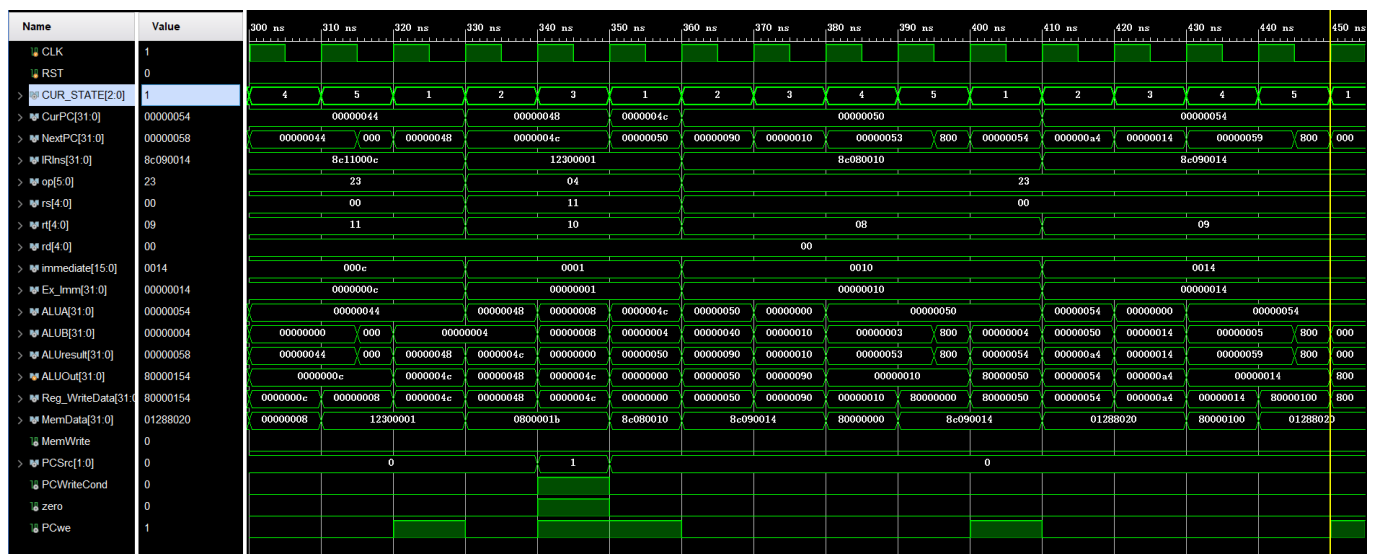 Name Value 300 ns 310 ns 320 ns 330 ns 340 ns 350 ns 360 ns 370 ns 380 ns 390 ns 400 ns 410 ns 420 ns 430 ns 440 ns 450 ns
CLK 1
RST 0
CUR_STATE[2:0] 1 4 5 1 2 3 1 2 3 4 5 1 2 3 4 5 1
CurPC[31:0] 00000054 00000044 00000048 0000004c 00000050 00000054
NextPC[31:0] 00000058 00000044 000 00000048 0000004c 00000050 00000090 00000010 00000053 800 00000054 000000a4 00000014 00000059 800 000
IRIns[31:0] 8c090014 8c11000c 12300001 8c080010 8c090014
op[5:0] 23 23 04 23
rs[4:0] 00 00 11 00
rt[4:0] 09 11 10 08 09
rd[4:0] 00 00
immediate[15:0] 0014 000c 0001 0010 0014
Ex_Imm[31:0] 00000014 0000000c 00000001 00000010 00000014
ALUA[31:0] 00000054 00000044 00000048 00000008 0000004c 00000050 00000000 00000050 00000054 00000000 00000054
ALUB[31:0] 00000004 00000000 000 00000004 00000008 00000004 00000040 00000010 00000003 800 00000004 00000050 00000014 00000005 800 000
ALUresult[31:0] 00000058 00000044 000 00000048 0000004c 00000000 00000050 00000090 00000010 00000053 800 00000054 000000a4 00000014 00000059 800 000
ALUOut[31:0] 80000154 0000000c 0000004c 00000048 0000004c 00000000 00000050 00000090 00000010 80000050 00000054 000000a4 00000014 800
Reg_WriteData[31:0 80000154 0000000c 00000008 0000004c 00000048 0000004c 00000000 00000050 00000090 00000010 80000000 80000050 00000054 000000a4 00000014 80000100 800
MemData[31:0] 01288020 00000008 12300001 0800001b 8c080010 8c090014 80000000 8c090014 01288020 80000100 01288020
MemWrite 0
PCSrc[1:0] 0 0 1 0
PCWriteCond 0
zero 0
PCwe 1